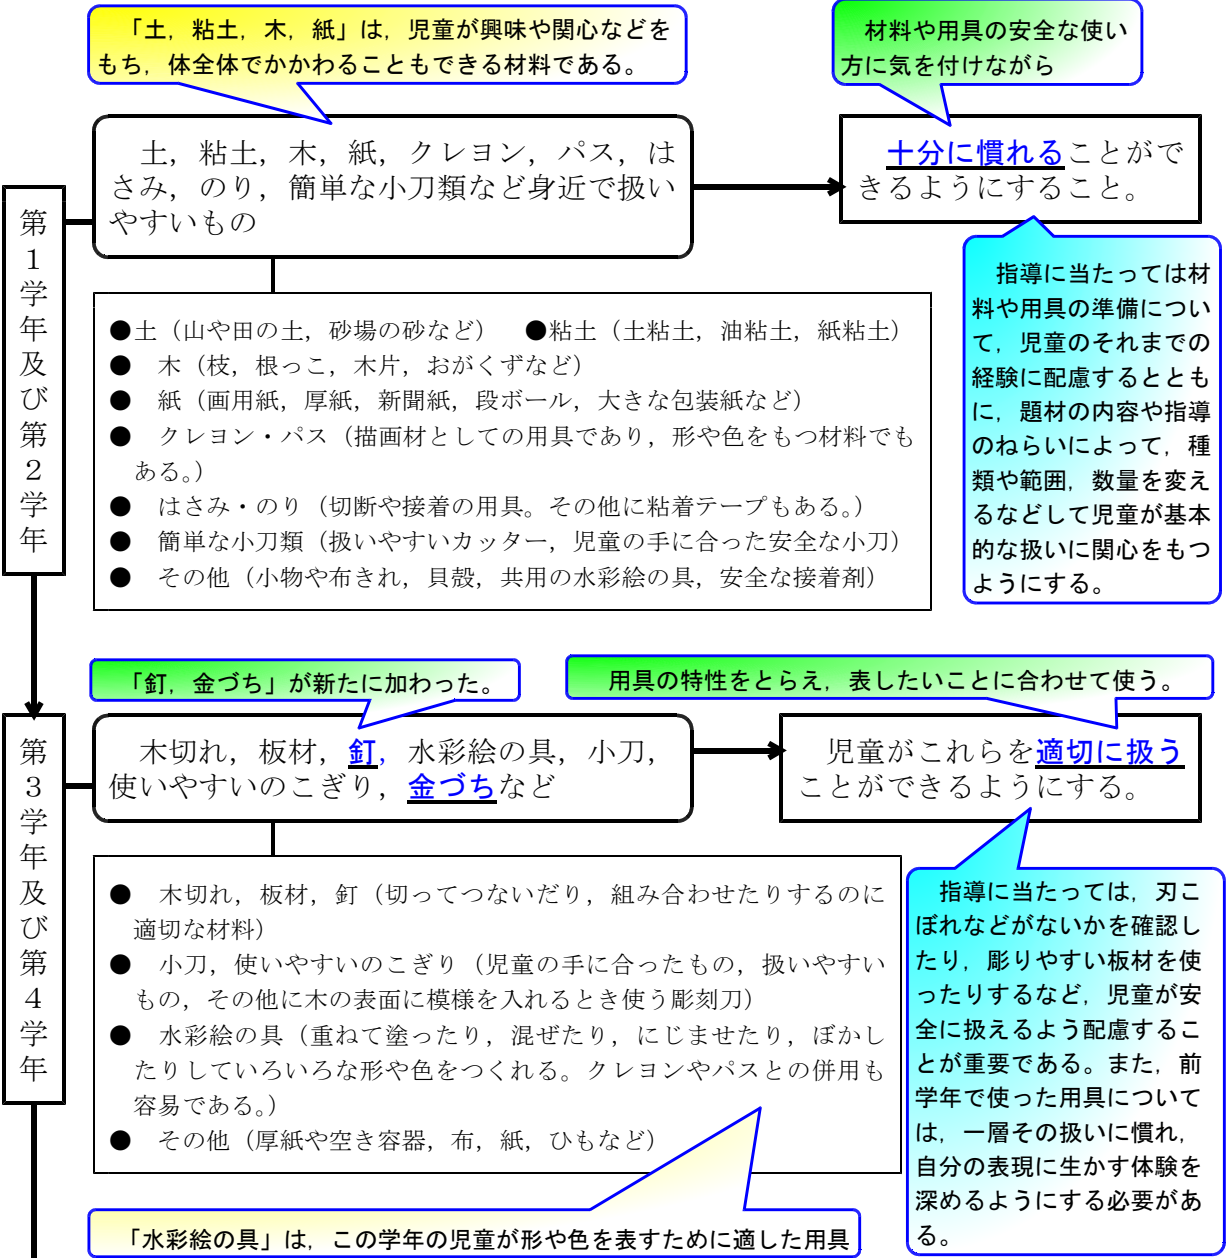 「土，粘土，木，紙」は，児童が興味や関心などを
もち，体全体でかかわることもできる材料である。
材料や用具の安全な使い
方に気を付けながら
土，粘土，木，紙，クレヨン，パス，は
さみ，のり，簡単な小刀類など身近で扱い
やすいもの
十分に慣れることがで
きるようにすること。
第１学年及び第２学年
指導に当たっては材
料や用具の準備につい
て，児童のそれまでの
経験に配慮するととも
に，題材の内容や指導
のねらいによって，種
類や範囲，数量を変え
るなどして児童が基本
的な扱いに関心をもつ
ようにする。
●土（山や田の土，砂場の砂など）　●粘土（土粘土，油粘土，紙粘土）
●　木（枝，根っこ，木片，おがくずなど）
●　紙（画用紙，厚紙，新聞紙，段ボール，大きな包装紙など）
●　クレヨン・パス（描画材としての用具であり，形や色をもつ材料でも
ある。）
●　はさみ・のり（切断や接着の用具。その他に粘着テープもある。）
●　簡単な小刀類（扱いやすいカッター，児童の手に合った安全な小刀）
●　その他（小物や布きれ，貝殻，共用の水彩絵の具，安全な接着剤）
「釘，金づち」が新たに加わった。
用具の特性をとらえ，表したいことに合わせて使う。
第３学年及び第４学年
木切れ，板材，釘，水彩絵の具，小刀，
使いやすいのこぎり，金づちなど
児童がこれらを適切に扱う
ことができるようにする。
●　木切れ，板材，釘（切ってつないだり，組み合わせたりするのに
適切な材料）
●　小刀，使いやすいのこぎり（児童の手に合ったもの，扱いやすい
もの，その他に木の表面に模様を入れるとき使う彫刻刀）
●　水彩絵の具（重ねて塗ったり，混ぜたり，にじませたり，ぼかし
たりしていろいろな形や色をつくれる。クレヨンやパスとの併用も
容易である。）
●　その他（厚紙や空き容器，布，紙，ひもなど）
指導に当たっては，刃こ
ぼれなどがないかを確認し
たり，彫りやすい板材を使
ったりするなど，児童が安
全に扱えるよう配慮するこ
とが重要である。また，前
学年で使った用具について
は，一層その扱いに慣れ，
自分の表現に生かす体験を
深めるようにする必要があ
る。
「水彩絵の具」は，この学年の児童が形や色を表すために適した用具